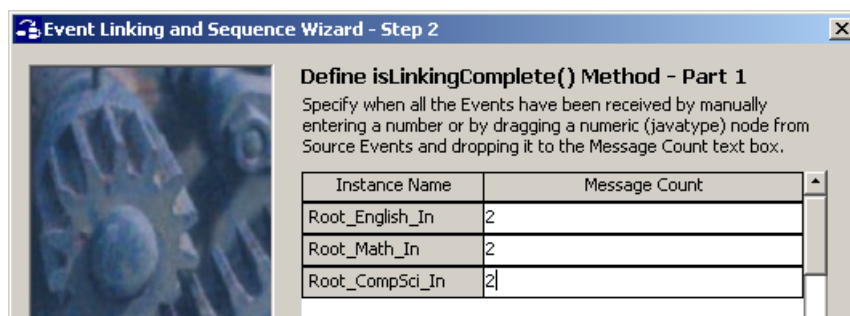 Event Linking and Sequence Wizard - Step 2
Define isLinkingComplete() Method - Part 1
Specify when all the Events have been received by manually
entering a number or by dragging a numeric (javatype) node from
Source Events and dropping it to the Message Count text box.
Instance Name Message Count
Root_English_In 2
Root_Math_In 2
Root_CompSci_In 2